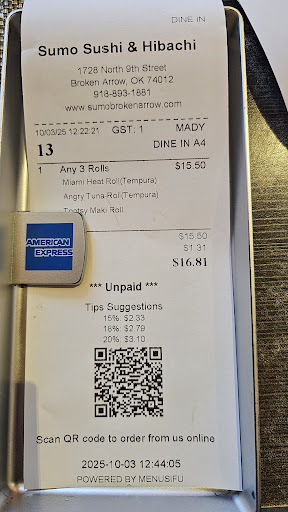 DINE IN
Sumo Sushi & Hibachi
1728 North 9th Street
Broken Arrow, OK 74012
918-893-1881
www.sumobrokenarrow.com
10/03/25 12:22:21 GST: 1 MADY
13 DINE IN A4
1 Any 3 Rolls $15.50
Miami Heat Roll(Tempura)
Angry Tuna Roll(Tempura)
Tootsy Maki Roll
$15.50
$1.31
$16.81
AMERICAN
EXPRESS
*** Unpaid ***
Tips Suggestions
15%: $2.33
18%: $2.79
20%: $3.10
Scan QR code to order from us online
2025-10-03 12:44:05
POWERED BY MENUSIFU